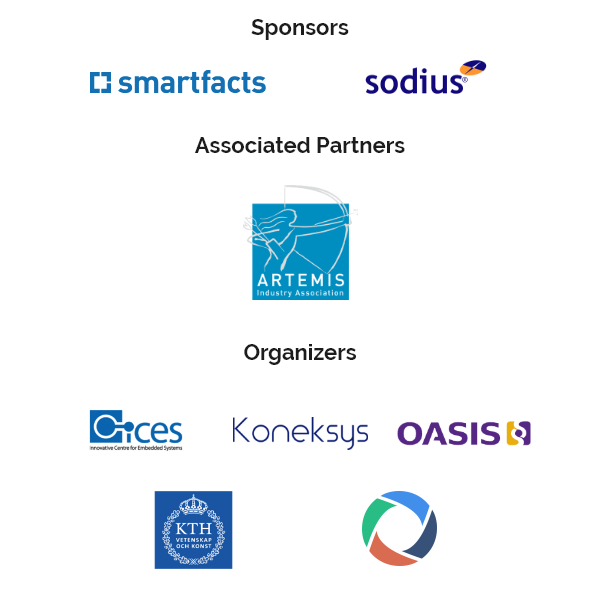 Sponsors
smartfacts
sodius®
Associated Partners
ARTEMIS
Industry Association
Organizers
ices
Innovative Centre for Embedded Systems
Koneksys
OASIS
KTH
VETENSKAP
OCH KONST